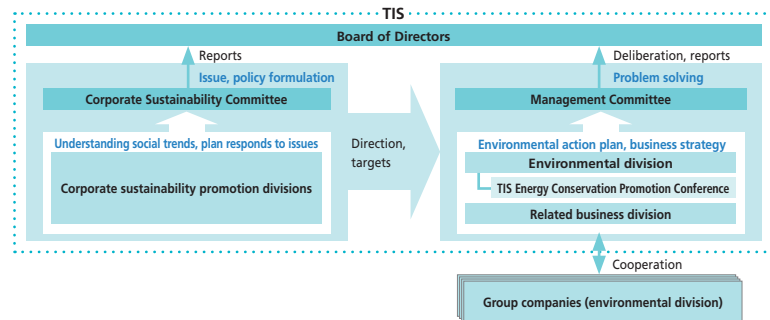 TIS
Board of Directors
Reports
Issue, policy formulation
Corporate Sustainability Committee
Understanding social trends, plan responds to issues
Corporate sustainability promotion divisions
Direction,
targets
Deliberation, reports
Problem solving
Management Committee
Environmental action plan, business strategy
Environmental division
TIS Energy Conservation Promotion Conference
Related business division
Cooperation
Group companies (environmental division)